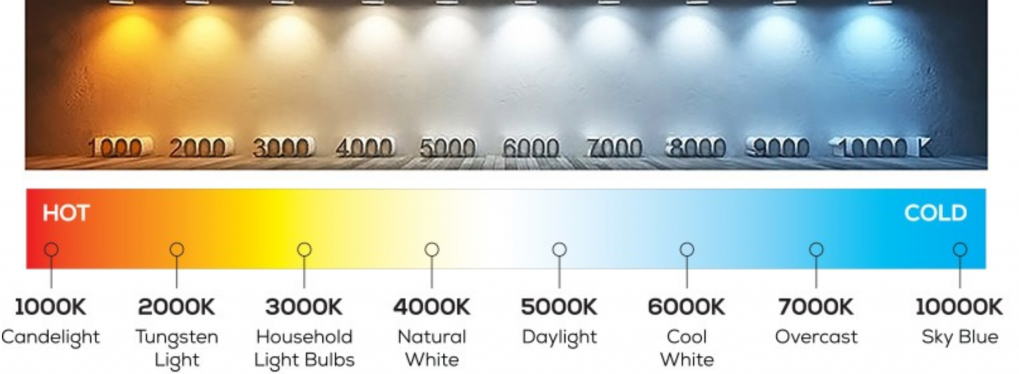 1000 2000 3000 4000 5000 6000 7000 8000 9000 10000 K
HOT COLD
1000K 2000K 3000K 4000K 5000K 6000K 7000K 10000K
Candelight Tungsten Household Natural Daylight Cool Overcast Sky Blue
Light Light Bulbs White White